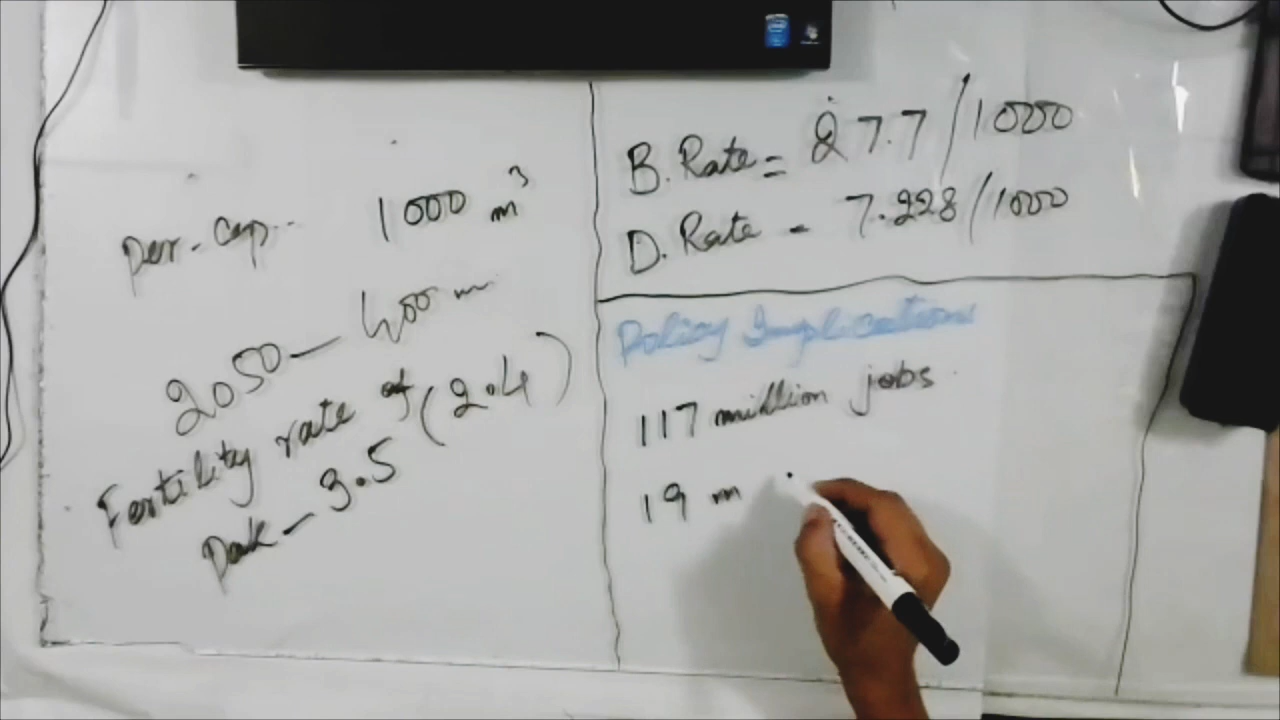 Per. Cap. 1000 m³
2050 - 400 m
Fertility rate of (2.4)
Pak - 3.5
B. Rate = 27.7/1000
D. Rate - 7.228/1000
Policy Implications
117 million jobs
19 m